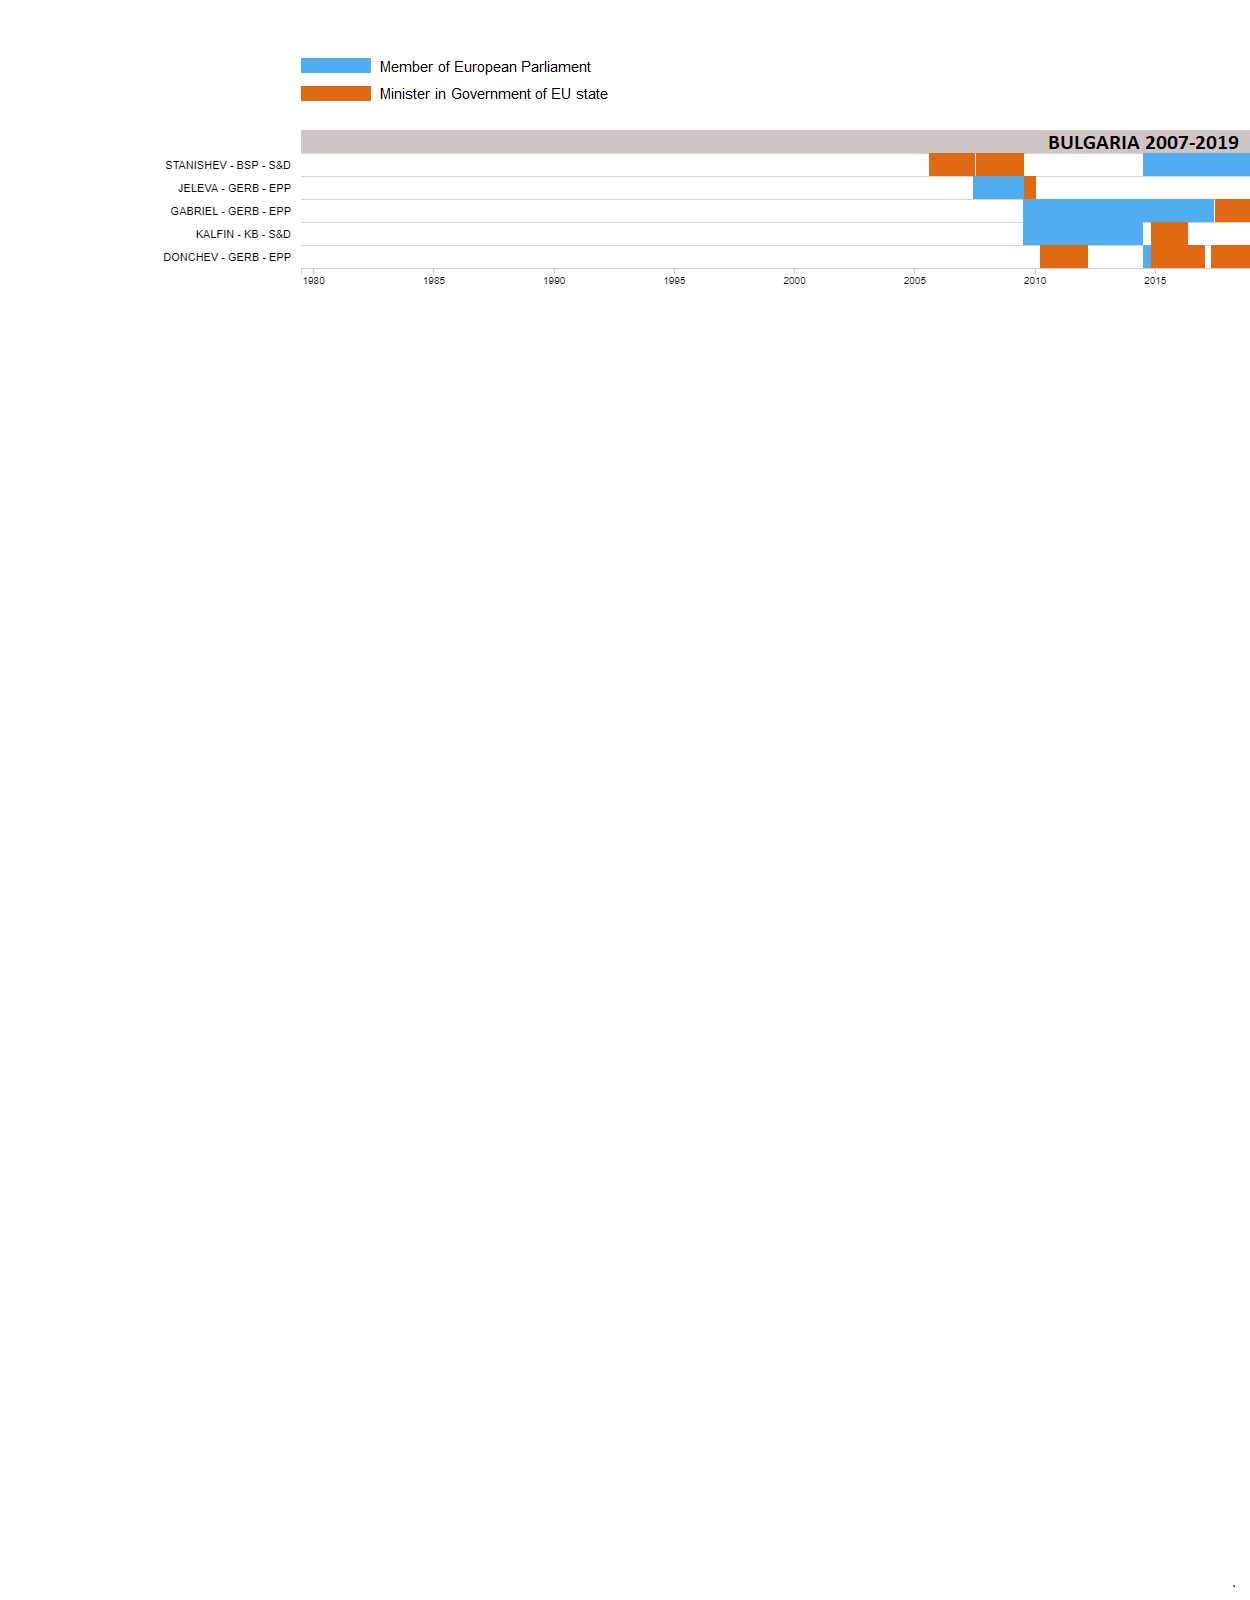 Member of European Parliament
Minister in Government of EU state
BULGARIA 2007-2019
STANISHEV - BSP - S&D
JELEVA - GERB - EPP
GABRIEL - GERB - EPP
KALFIN - KB - S&D
DONCHEV - GERB - EPP
1980 1985 1990 1995 2000 2005 2010 2015
.